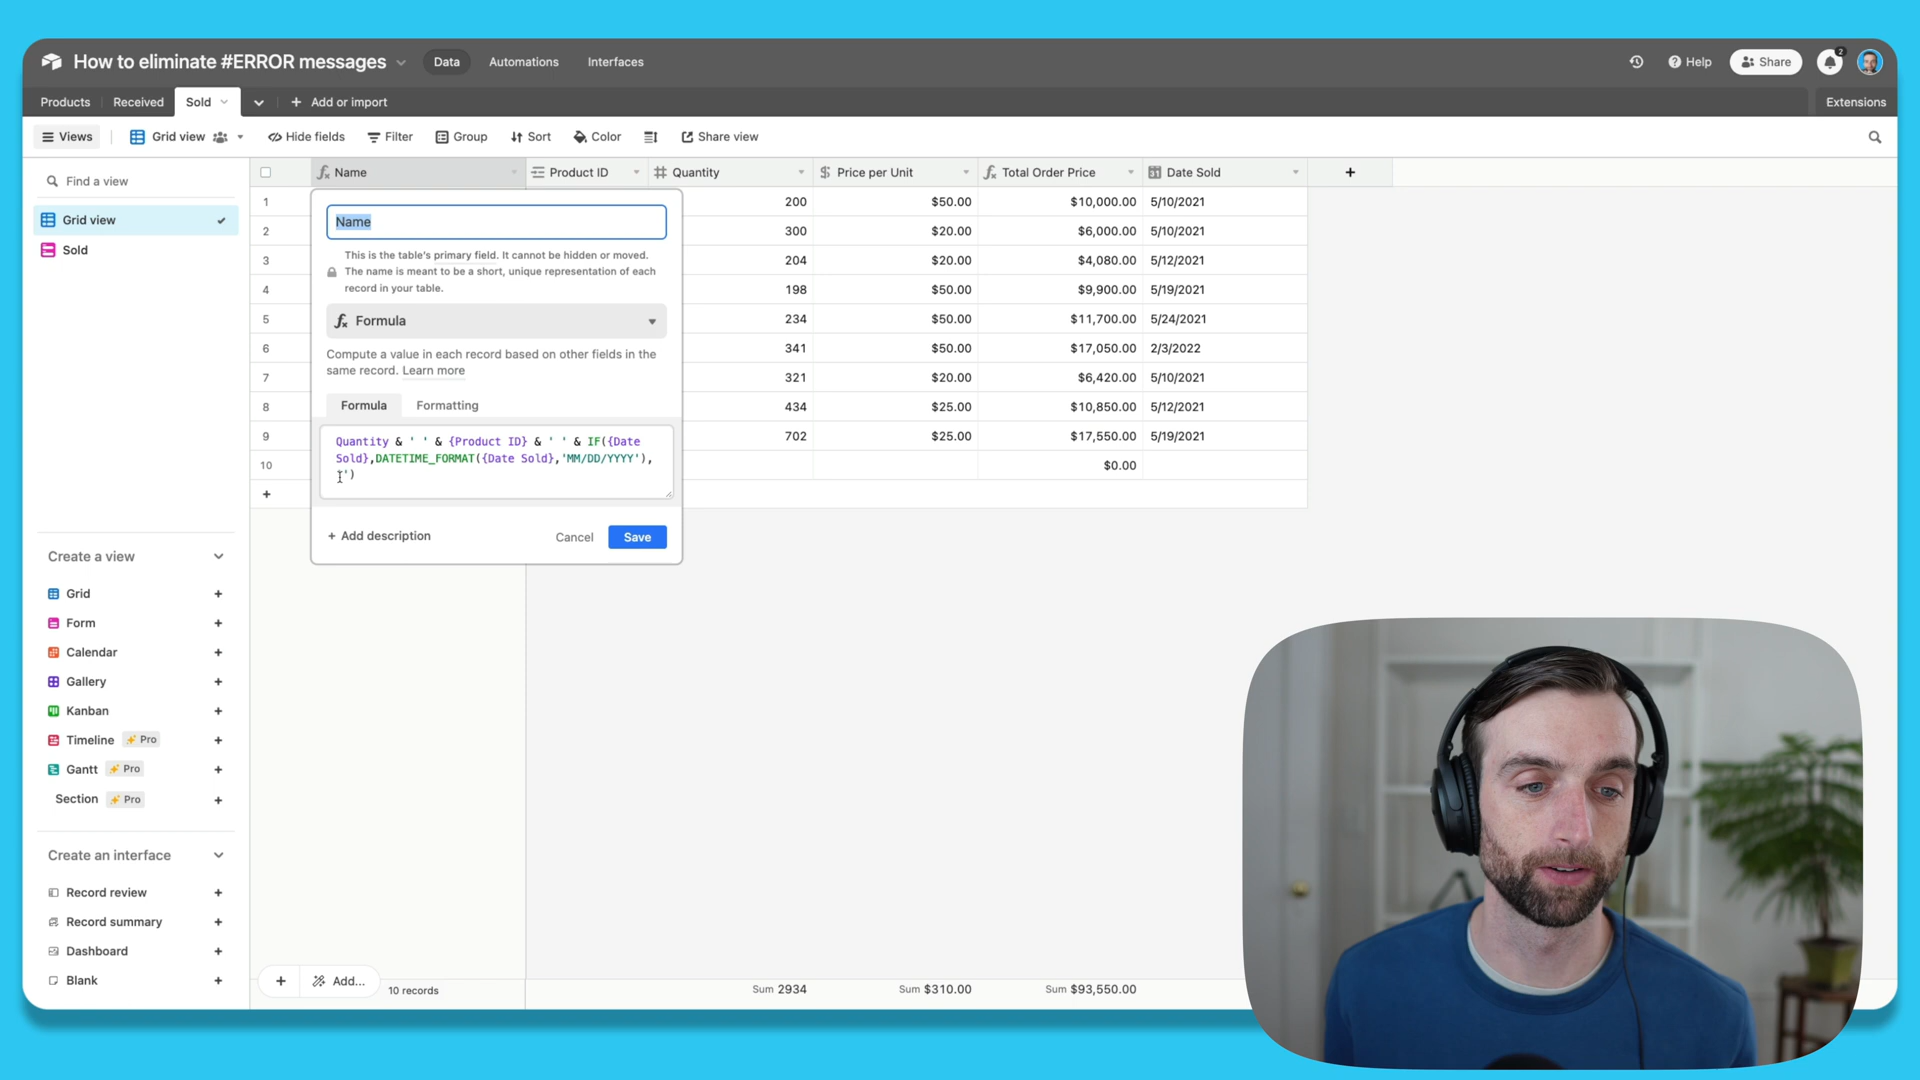 How to eliminate #ERROR messages
Data
Automations
Interfaces
Help
Share
2
Products
Received
Sold
Add or import
Extensions
Views
Grid view
Hide fields
Filter
Group
Sort
Color
Share view
Find a view
Grid view
Sold
Name
Product ID
Quantity
Price per Unit
Total Order Price
Date Sold
1 200 $50.00 $10,000.00 5/10/2021
2 300 $20.00 $6,000.00 5/10/2021
3 204 $20.00 $4,080.00 5/12/2021
4 198 $50.00 $9,900.00 5/19/2021
5 234 $50.00 $11,700.00 5/24/2021
6 341 $50.00 $17,050.00 2/3/2022
7 321 $20.00 $6,420.00 5/10/2021
8 434 $25.00 $10,850.00 5/12/2021
9 702 $25.00 $17,550.00 5/19/2021
10 $0.00
Name
This is the table's primary field. It cannot be hidden or moved.
The name is meant to be a short, unique representation of each
record in your table.
Formula
Compute a value in each record based on other fields in the
same record. Learn more
Formula
Formatting
Quantity & ' ' & {Product ID} & ' ' & IF({Date
Sold},DATETIME_FORMAT({Date Sold},'MM/DD/YYYY'),
'')
+ Add description
Cancel
Save
Create a view
Grid
Form
Calendar
Gallery
Kanban
Timeline Pro
Gantt Pro
Section Pro
Create an interface
Record review
Record summary
Dashboard
Blank
Add...
10 records
Sum 2934
Sum $310.00
Sum $93,550.00